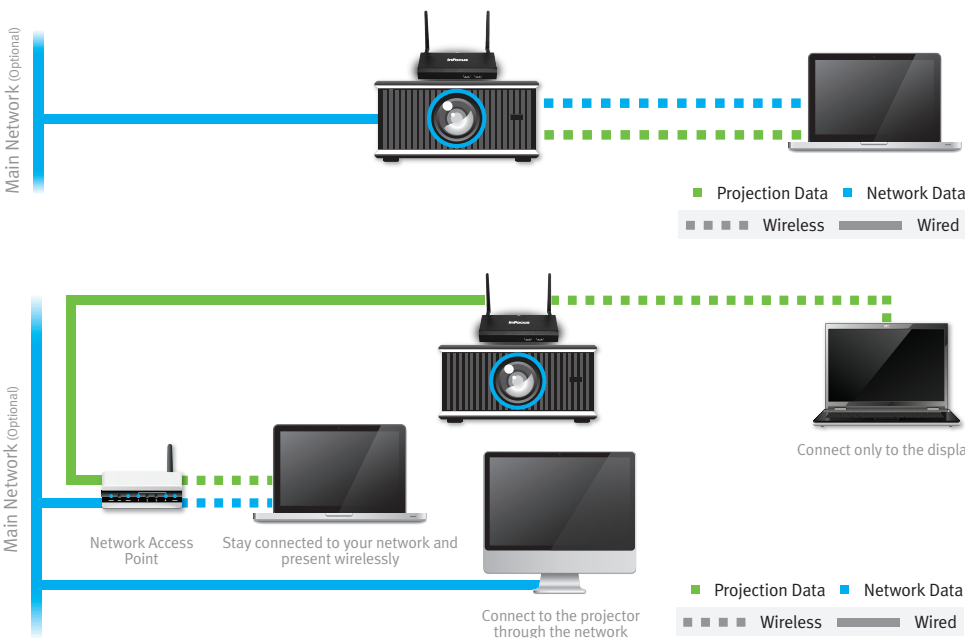 Main Network (Optional)
InFocus
Projection Data Network Data
Wireless Wired
Main Network (Optional)
InFocus
Connect only to the displa
Network Access
Point
Stay connected to your network and
present wirelessly
Connect to the projector
through the network
Projection Data Network Data
Wireless Wired